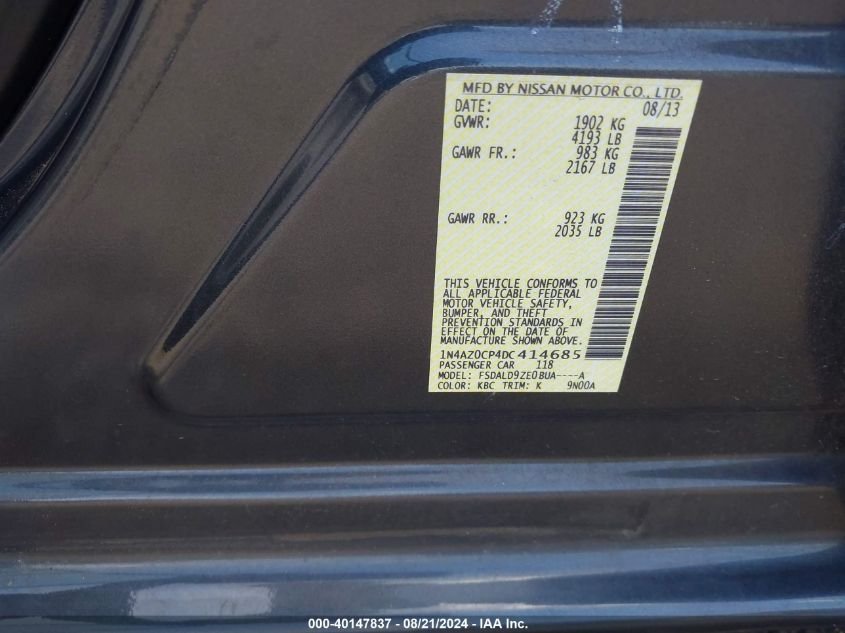 MFD BY NISSAN MOTOR CO., LTD.
DATE: 08/13
GVWR: 1902 KG
4193 LB
GAWR FR.: 983 KG
2167 LB
GAWR RR.: 923 KG
2035 LB
THIS VEHICLE CONFORMS TO
ALL APPLICABLE FEDERAL
MOTOR VEHICLE SAFETY,
BUMPER, AND THEFT
PREVENTION STANDARDS IN
EFFECT ON THE DATE OF
MANUFACTURE SHOWN ABOVE.
1N4AZ0CP4DC414685
PASSENGER CAR 118
MODEL: FSDALD9ZE0BUA----A
COLOR: KBC TRIM: K 9N00A
000-40147837 - 08/21/2024 - IAA Inc.